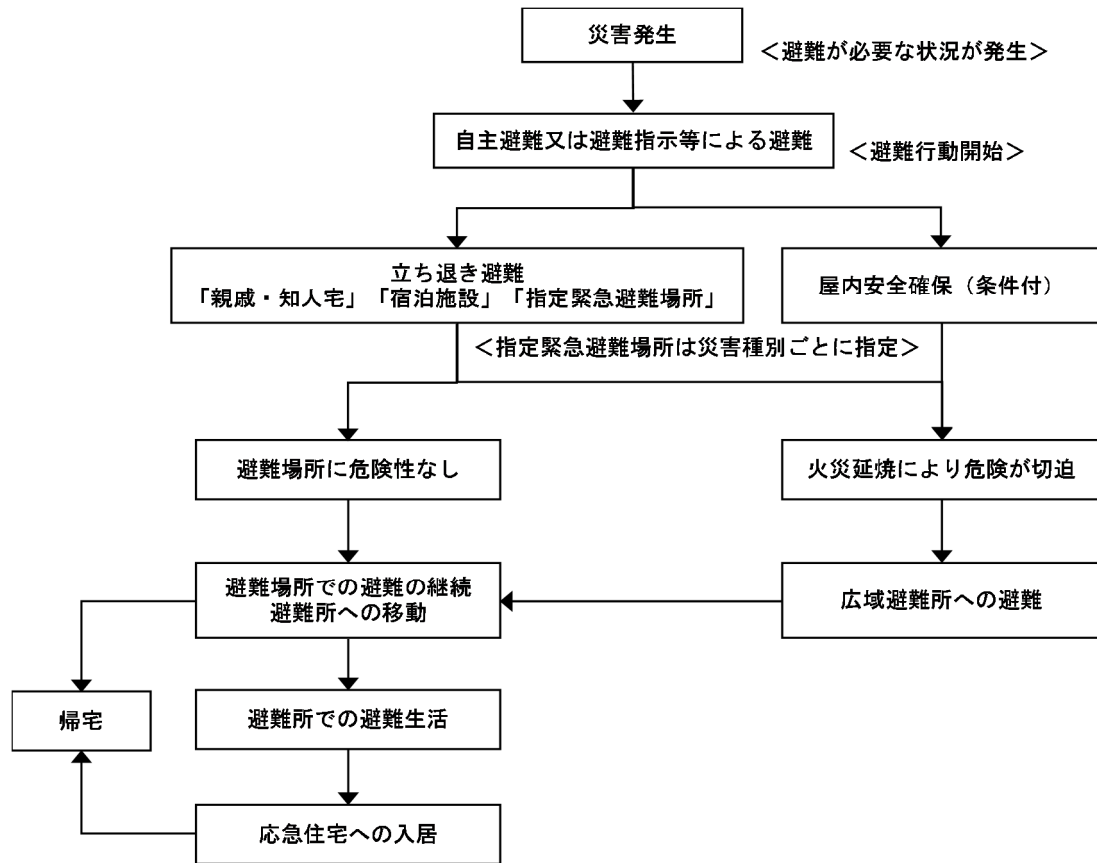 災害発生
＜避難が必要な状況が発生＞
自主避難又は避難指示等による避難
＜避難行動開始＞
立ち退き避難
「親戚・知人宅」「宿泊施設」「指定緊急避難場所」
屋内安全確保（条件付）
＜指定緊急避難場所は災害種別ごとに指定＞
避難場所に危険性なし
火災延焼により危険が切迫
避難場所での避難の継続
避難所への移動
広域避難所への避難
帰宅
避難所での避難生活
応急住宅への入居